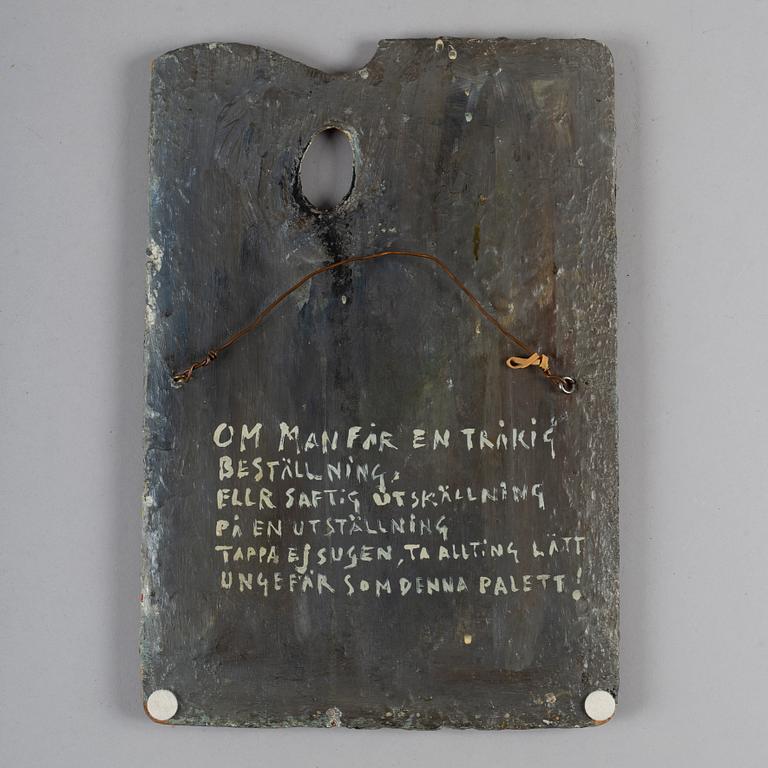 OM MAN FÅR EN TRÅKIG
BESTÄLLNING,
ELLR SAFTIG UTSKÄLLNING
PÅ EN UTSTÄLLNING
TAPPA EJ SUGEN, TA ALLTING LÄTT
UNGEFÄR SOM DENNA PALETT!